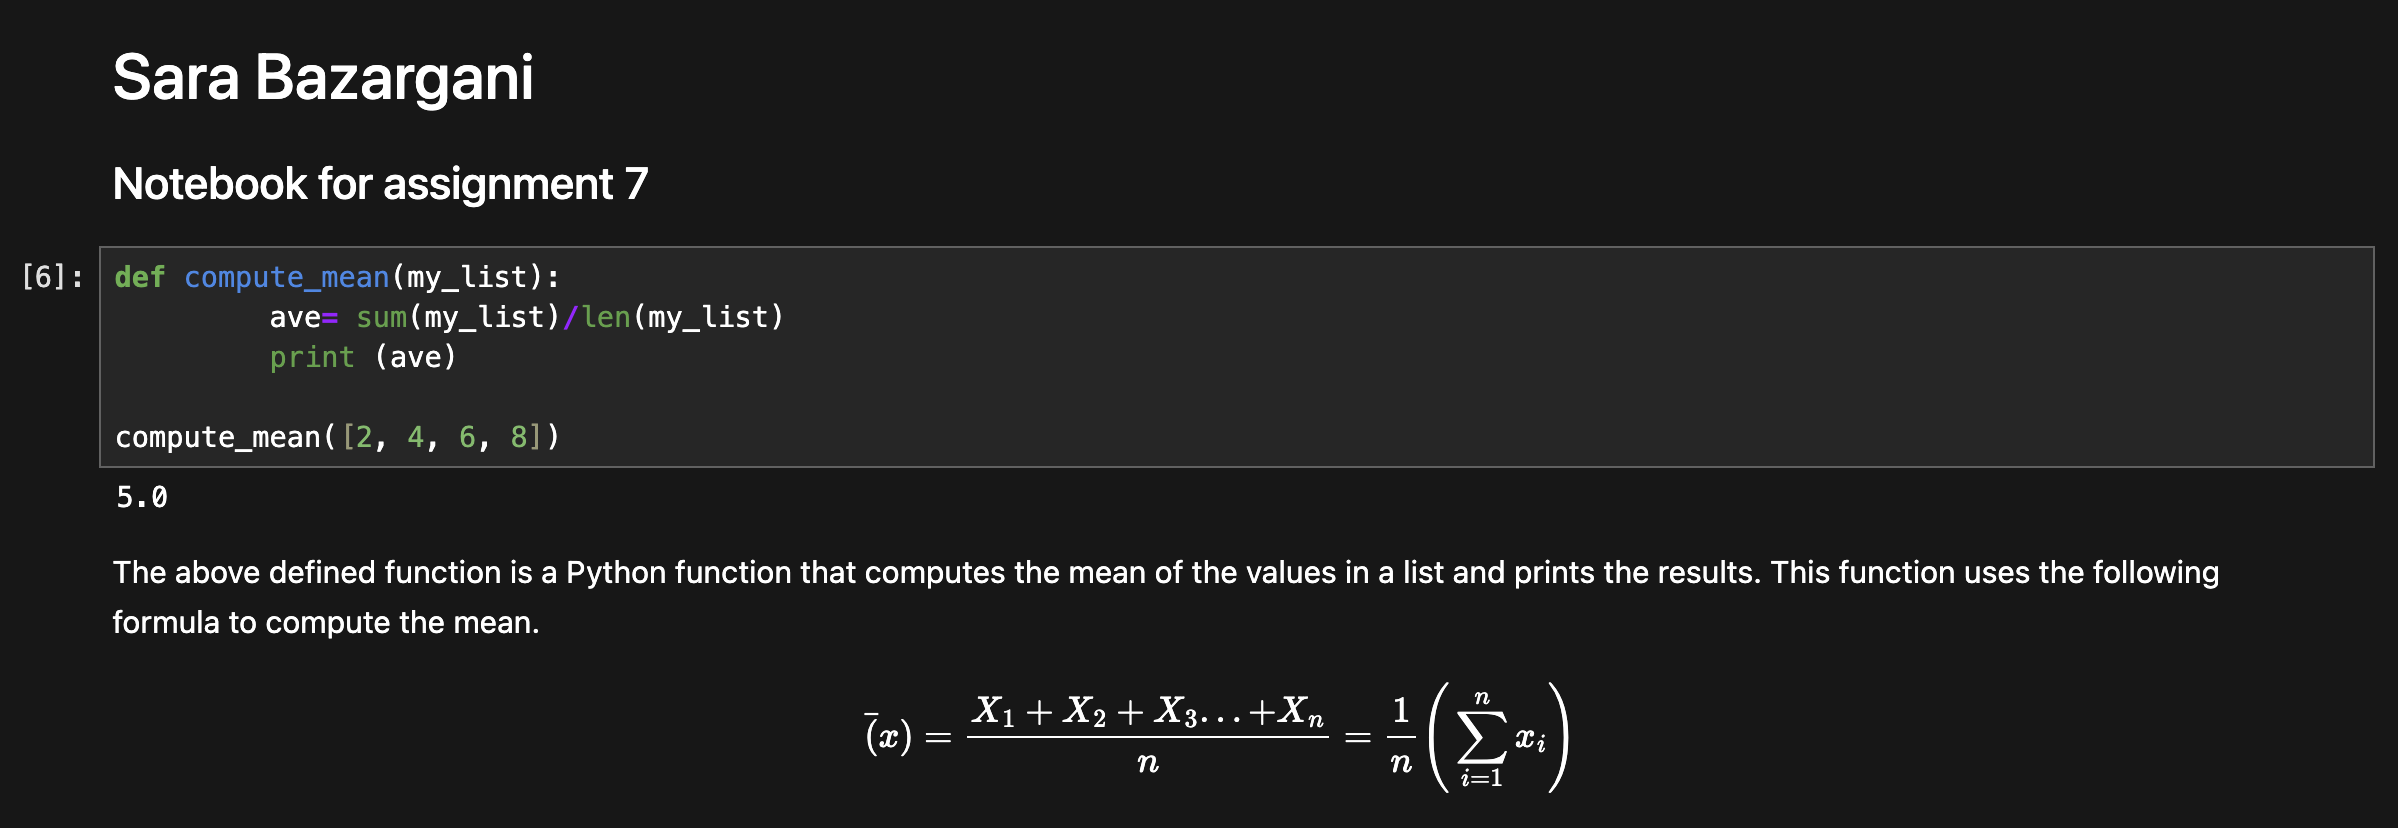 Sara Bazargani
Notebook for assignment 7
[6]: def compute_mean(my_list):
ave= sum(my_list)/len(my_list)
print (ave)
compute_mean([2, 4, 6, 8])
5.0
The above defined function is a Python function that computes the mean of the values in a list and prints the results. This function uses the following
formula to compute the mean.
(̅x) = \frac{X_1 + X_2 + X_3 . . . +X_n}{n} = \frac{1}{n} \left( \sum_{i=1}^{n} x_i \right)